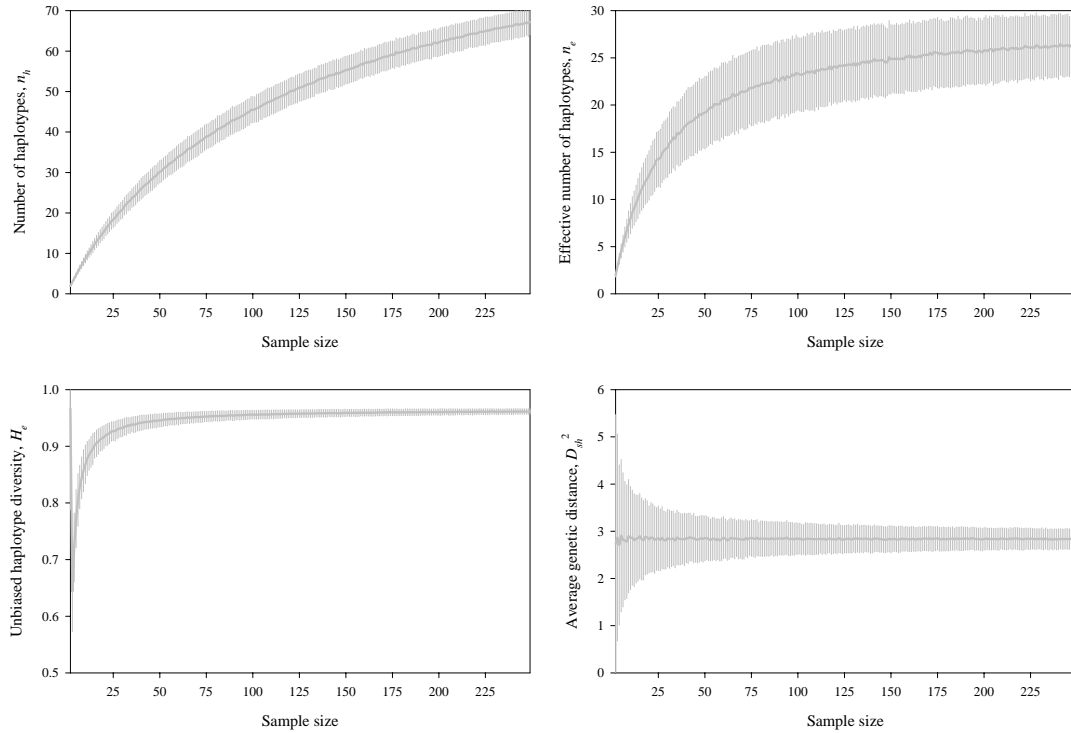 Number of haplotypes, n_h
70
60
50
40
30
20
10
0
25 50 75 100 125 150 175 200 225
Sample size
Effective number of haplotypes, n_e
30
25
20
15
10
5
0
25 50 75 100 125 150 175 200 225
Sample size
Unbiased haplotype diversity, H_e
1.0
0.9
0.8
0.7
0.6
0.5
25 50 75 100 125 150 175 200 225
Sample size
Average genetic distance, D_sh^2
6
5
4
3
2
1
0
25 50 75 100 125 150 175 200 225
Sample size